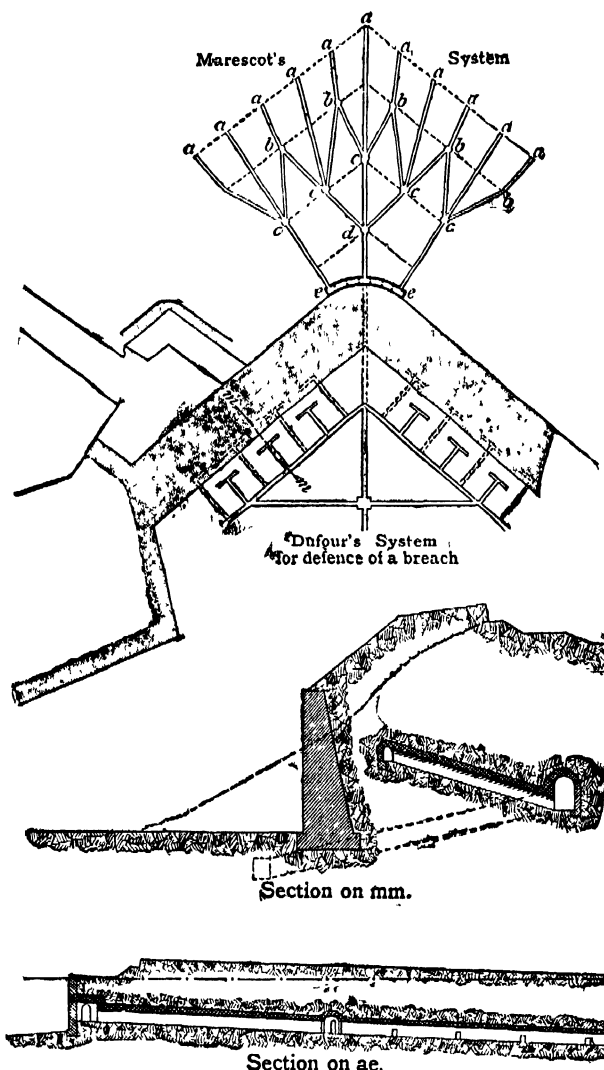 Marescot's System
a
a a
a a
a a
b b
a a
b b
a c a
c c b
c d c
e e
m
Dufour's System
for defence of a breach
Section on mm.
Section on ae.